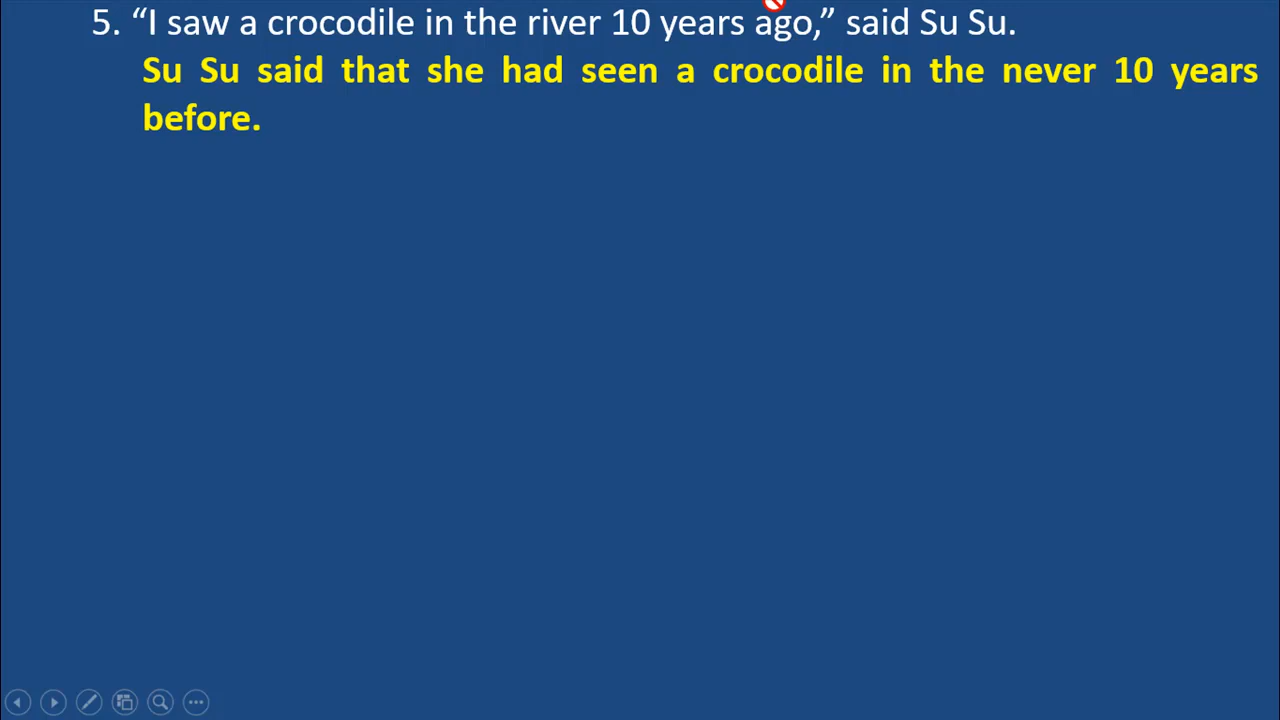 5. “I saw a crocodile in the river 10 years ago,” said Su Su.
Su Su said that she had seen a crocodile in the never 10 years
before.